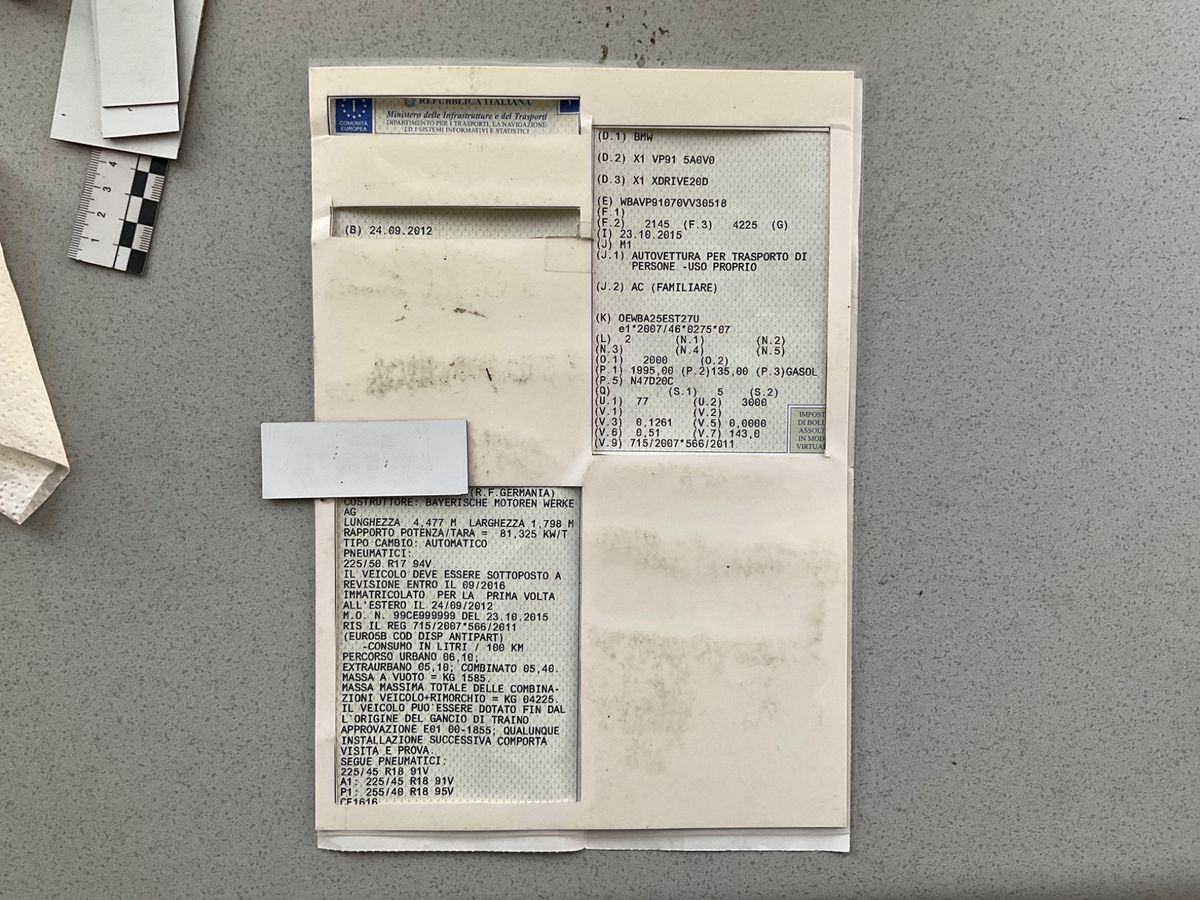 REPUBBLICA ITALIANA
COMUNITÀ
EUROPEA
Ministero delle Infrastrutture e dei Trasporti
DIPARTIMENTO PER I TRASPORTI, LA NAVIGAZIONE
ED I SISTEMI INFORMATIVI E STATISTICI
(B) 24.09.2012
(R.F.GERMANIA)
COSTRUTTORE: BAYERISCHE MOTOREN WERKE
AG
LUNGHEZZA 4,477 M LARGHEZZA 1,798 M
RAPPORTO POTENZA/TARA = 81,325 KW/T
TIPO CAMBIO: AUTOMATICO
PNEUMATICI:
225/50 R17 94V
IL VEICOLO DEVE ESSERE SOTTOPOSTO A
REVISIONE ENTRO IL 09/2016
IMMATRICOLATO PER LA PRIMA VOLTA
ALL'ESTERO IL 24/09/2012
M.O. N. 99CE999999 DEL 23.10.2015
RIS IL REG 715/2007*566/2011
(EURO5B COD DISP ANTIPART)
-CONSUMO IN LITRI / 100 KM
PERCORSO URBANO 06,10;
EXTRAURBANO 05,10; COMBINATO 05,40.
MASSA A VUOTO = KG 1585.
MASSA MASSIMA TOTALE DELLE COMBINA-
ZIONI VEICOLO+RIMORCHIO = KG 04225.
IL VEICOLO PUO'ESSERE DOTATO FIN DAL
L'ORIGINE DEL GANCIO DI TRAINO
APPROVAZIONE E01 00-1855; QUALUNQUE
INSTALLAZIONE SUCCESSIVA COMPORTA
VISITA E PROVA.
SEGUE PNEUMATICI:
225/45 R18 91V
A1: 225/45 R18 91V
P1: 255/40 R18 95V
CE1616
(D.1) BMW
(D.2) X1 VP91 5A0V0
(D.3) X1 XDRIVE20D
(E) WBAVP91070VV30518
(F.1)
(F.2) 2145 (F.3) 4225 (G)
(I) 23.10.2015
(J) M1
(J.1) AUTOVETTURA PER TRASPORTO DI
PERSONE -USO PROPRIO
(J.2) AC (FAMILIARE)
(K) OEWBA25EST27U
e1*2007/46*0275*07
(L) 2 (N.1) (N.2)
(N.3) (N.4) (N.5)
(O.1) 2000 (O.2)
(P.1) 1995,00 (P.2)135,00 (P.3)GASOL
(P.5) N47D20C
(Q) (S.1) 5 (S.2)
(U.1) 77 (U.2) 3000
(V.1) (V.2)
(V.3) 0,1261 (V.5) 0,0000
(V.6) 0,51 (V.7) 143,0
(V.9) 715/2007*566/2011
IMPOST
DI BOLL
ASSOLT
IN MOD
VIRTUAL
1 2 3 4